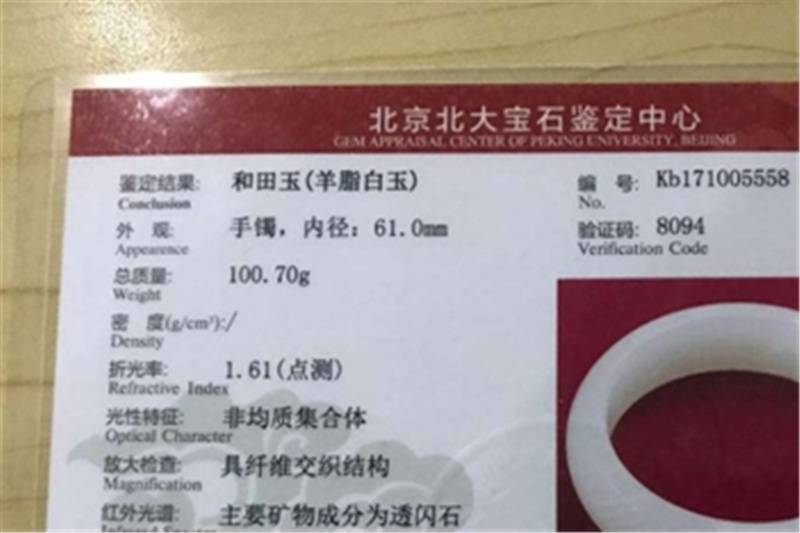 北京北大宝石鉴定中心
GEM APPRAISAL CENTER OF PEKING UNIVERSITY, BEIJING
鉴定结果: 和田玉(羊脂白玉)
Conclusion
外 观: 手镯，内径：61.0mm
Appearence
总质量: 100.70g
Weight
密 度(g/cm³):/
Density
折光率: 1.61(点测)
Refractive Index
光性特征: 非均质集合体
Optical Character
放大检查: 具纤维交织结构
Magnification
红外光谱: 主要矿物成分为透闪石
编 号: Kb171005558
No.
验证码: 8094
Verification Code